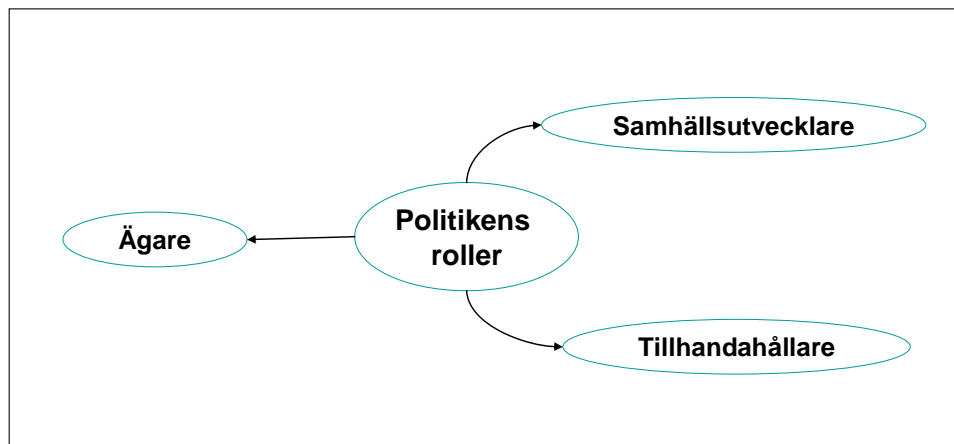 Samhällsutvecklare
Politikens
roller
Ägare
Tillhandahållare